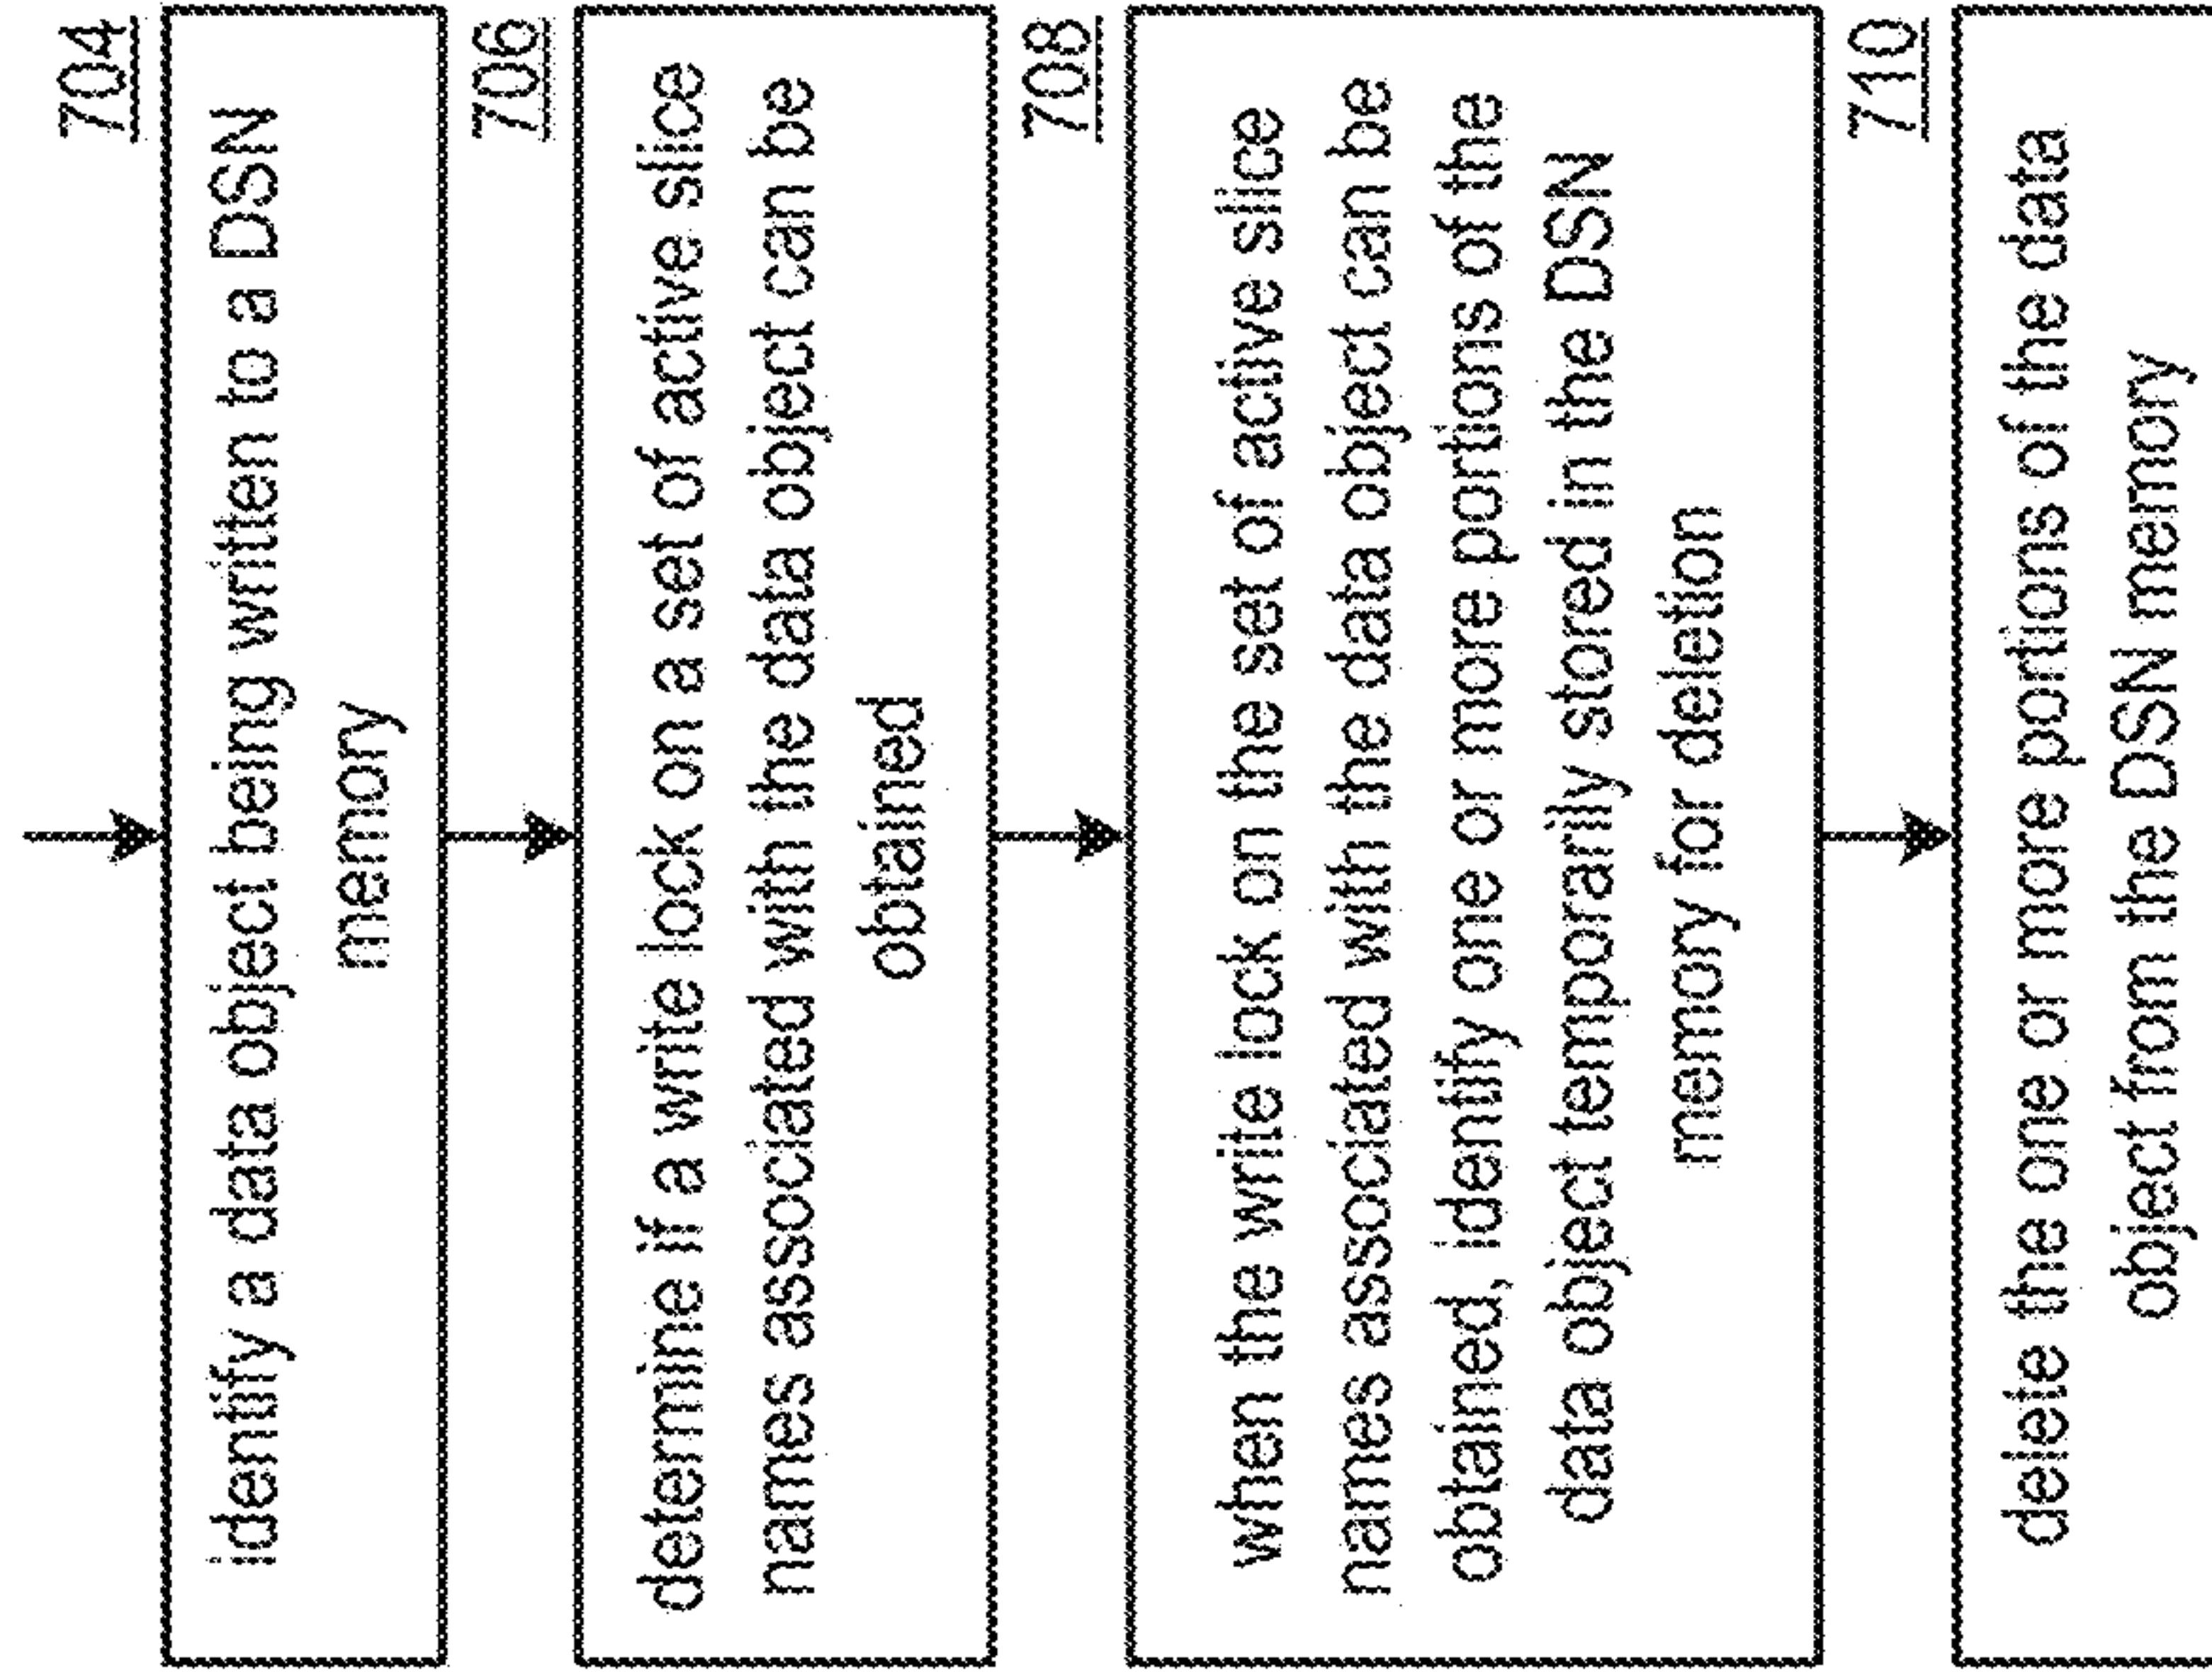 704
identify a data object being written to a DSN
memory
706
determine if a write lock on a set of active slice
names associated with the data object can be
obtained
708
when the write lock on the set of active slice
names associated with the data object can be
obtained, identify one or more portions of the
data object temporarily stored in the DSN
memory for deletion
710
delete the one or more portions of the data
object from the DSN memory